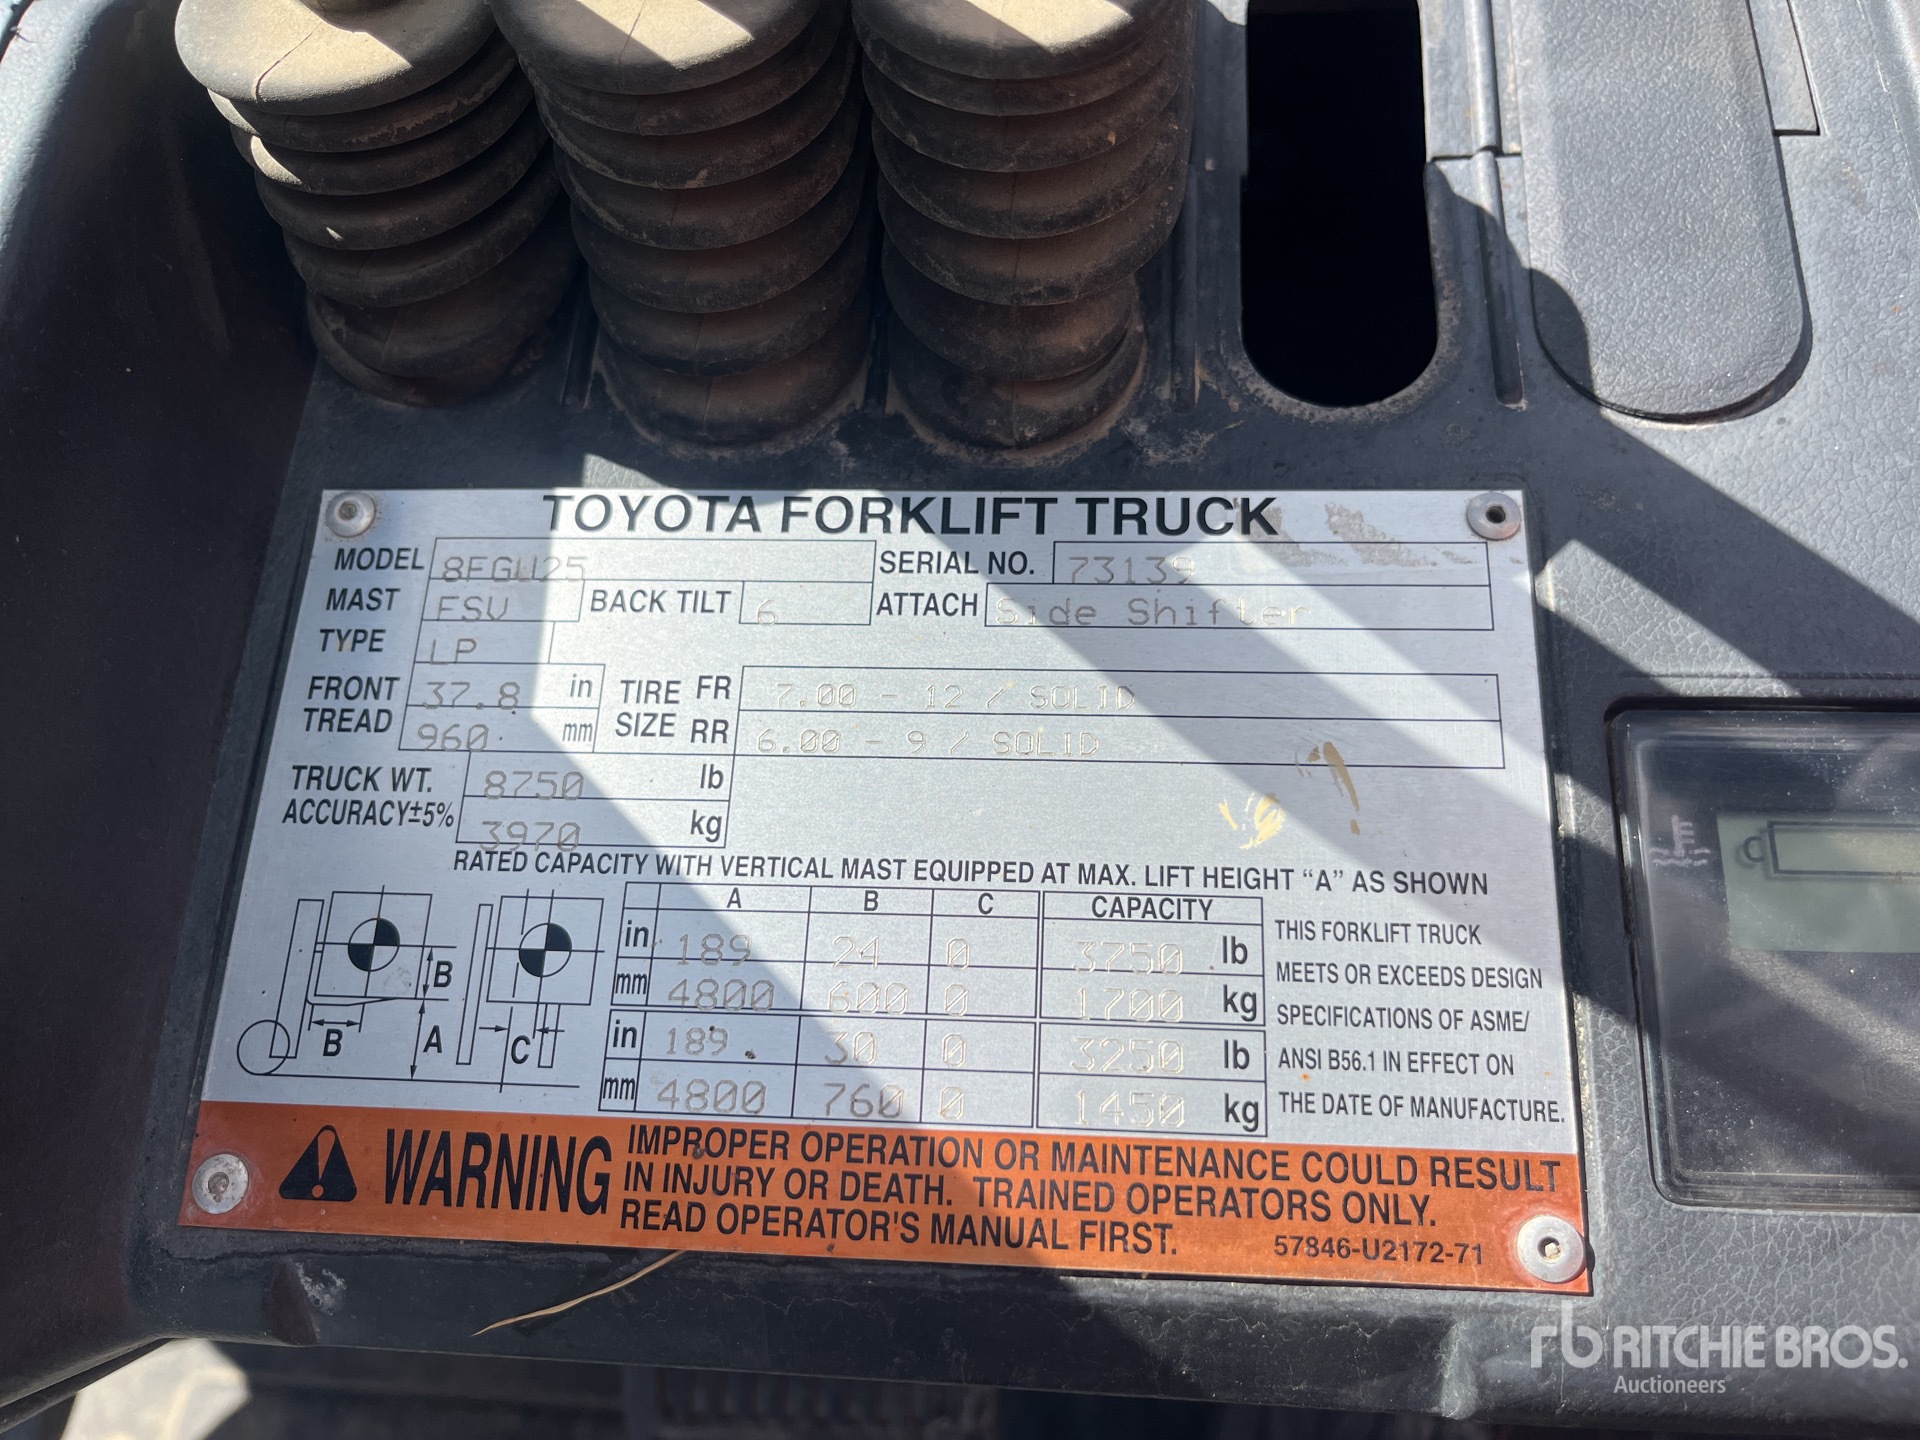 TOYOTA FORKLIFT TRUCK
MODEL 8FGU25 SERIAL NO. 73139
MAST FSV BACK TILT 6 ATTACH Side Shifter
TYPE LP
FRONT TREAD 37.8 in TIRE SIZE FR 7.00 - 12 / SOLID
960 mm RR 6.00 - 9 / SOLID
TRUCK WT. 8750 lb
ACCURACY±5% 3970 kg
RATED CAPACITY WITH VERTICAL MAST EQUIPPED AT MAX. LIFT HEIGHT “A” AS SHOWN
A B C CAPACITY
in 189 24 0 3750 lb
mm 4800 600 0 1700 kg
in 189 30 0 3250 lb
mm 4800 760 0 1450 kg
B
B A C
THIS FORKLIFT TRUCK
MEETS OR EXCEEDS DESIGN
SPECIFICATIONS OF ASME/
ANSI B56.1 IN EFFECT ON
THE DATE OF MANUFACTURE.
WARNING
IMPROPER OPERATION OR MAINTENANCE COULD RESULT
IN INJURY OR DEATH. TRAINED OPERATORS ONLY.
READ OPERATOR'S MANUAL FIRST.
57846-U2172-71
rb RITCHIE BROS.
Auctioneers